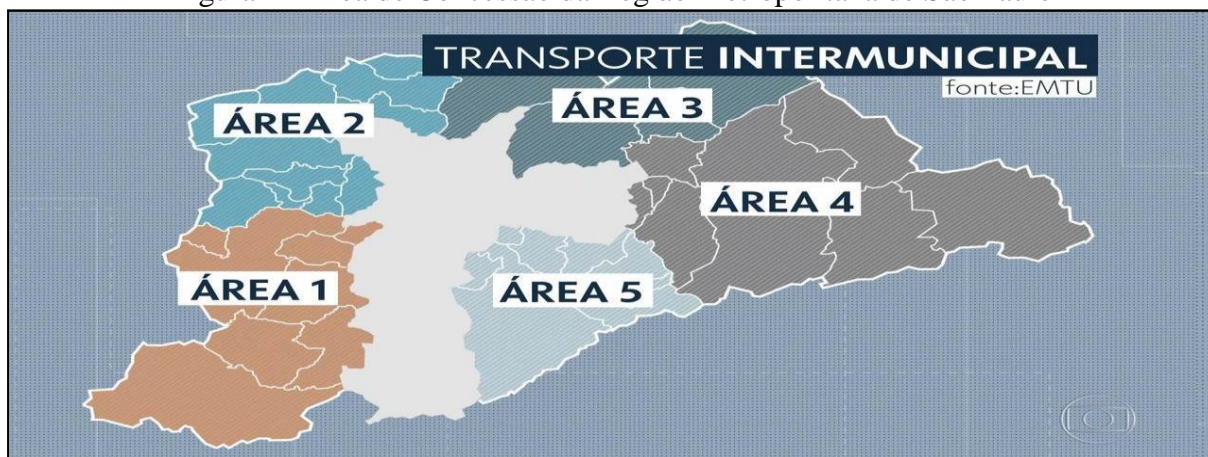 TRANSPORTE INTERMUNICIPAL
fonte:EMTU
ÁREA 2
ÁREA 3
ÁREA 4
ÁREA 1
ÁREA 5